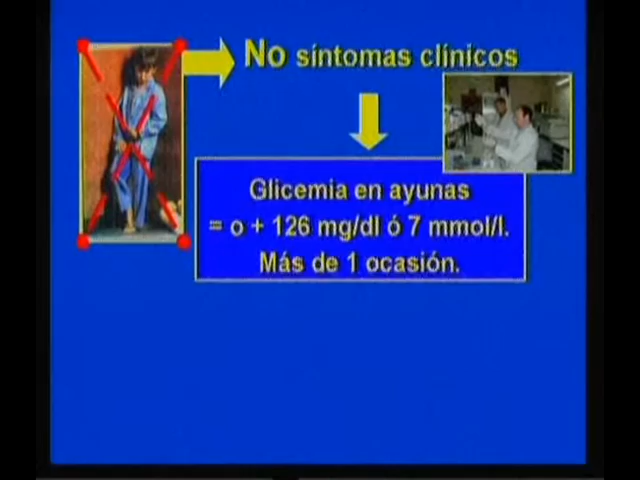 No síntomas clínicos
Glicemia en ayunas
= o + 126 mg/dl ó 7 mmol/l.
Más de 1 ocasión.